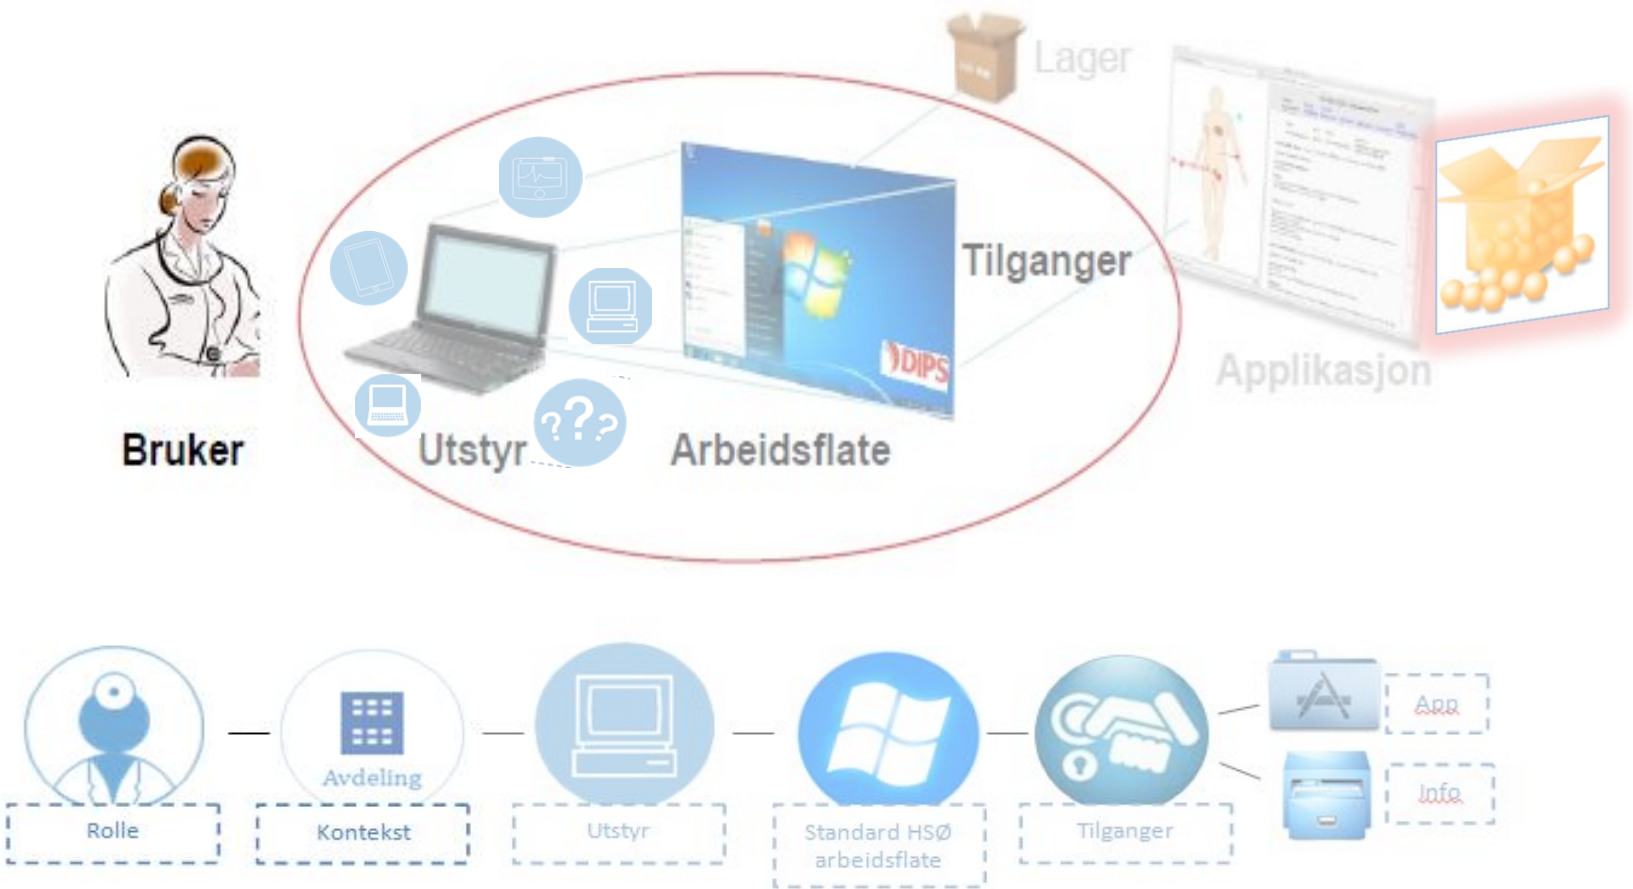 Lager
Tilganger
DIPS
Applikasjon
???
Bruker
Utstyr
Arbeidsflate
Avdeling
Rolle
Kontekst
Utstyr
Standard HSØ
arbeidsflate
Tilganger
App
Info